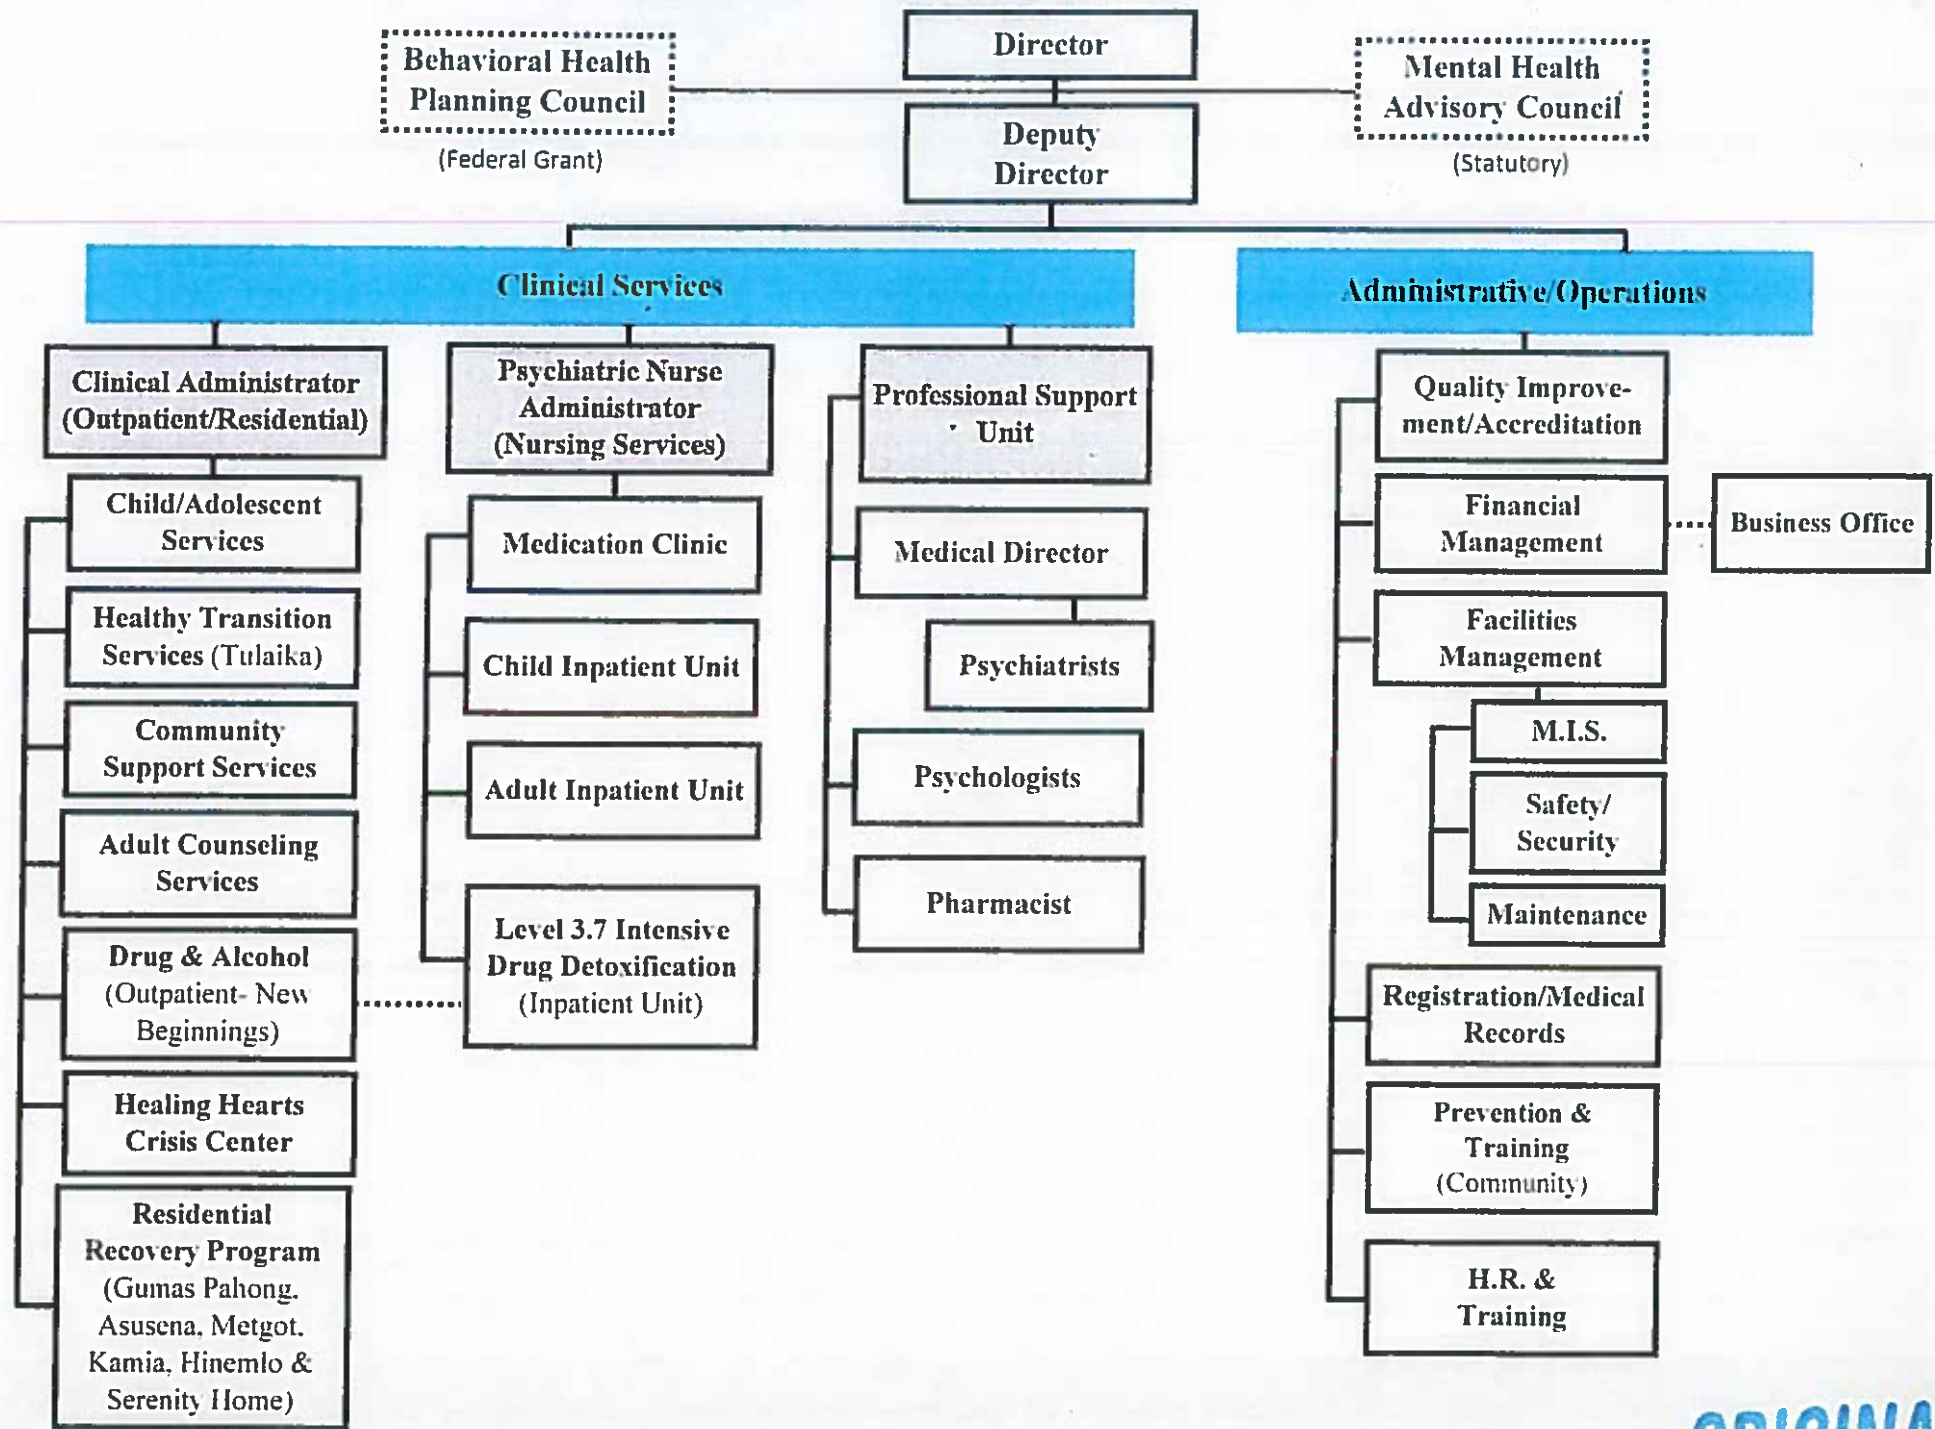 Director
Behavioral Health
Planning Council
(Federal Grant)
Mental Health
Advisory Council
(Statutory)
Deputy
Director
Clinical Services
Administrative/Operations
Clinical Administrator
(Outpatient/Residential)
Child/Adolescent
Services
Healthy Transition
Services (Tulaika)
Community
Support Services
Adult Counseling
Services
Drug & Alcohol
(Outpatient- New
Beginnings)
Healing Hearts
Crisis Center
Residential
Recovery Program
(Gumas Pahong,
Asusena, Metgot,
Kamia, Hinemlo &
Serenity Home)
Psychiatric Nurse
Administrator
(Nursing Services)
Medication Clinic
Child Inpatient Unit
Adult Inpatient Unit
Level 3.7 Intensive
Drug Detoxification
(Inpatient Unit)
Professional Support
Unit
Medical Director
Psychiatrists
Psychologists
Pharmacist
Quality Improve-
ment/Accreditation
Financial
Management
Business Office
Facilities
Management
M.I.S.
Safety/
Security
Maintenance
Registration/Medical
Records
Prevention &
Training
(Community)
H.R. &
Training